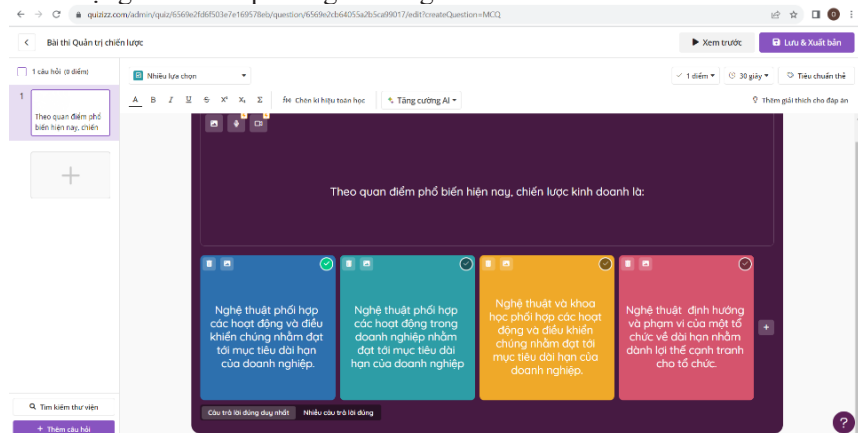 quizizz.com/admin/quiz/6569e2fd6f503e7e169578eb/question/6569e2cb64055a2b5ca99017/edit?createQuestion=MCQ
Bài thi Quản trị chiến lược
Xem trước
Lưu & Xuất bản
1 câu hỏi (0 điểm)
Nhiều lựa chọn
1 điểm
30 giây
Tiêu chuẩn thẻ
1
Theo quan điểm phổ
biến hiện nay, chiến
A B I U S X² X₂ Σ
fx Chèn kí hiệu toán học
Tăng cường AI
Thêm giải thích cho đáp án
Theo quan điểm phổ biến hiện nay, chiến lược kinh doanh là:
Nghệ thuật phối hợp
các hoạt động và điều
khiển chúng nhằm đạt
tới mục tiêu dài hạn
của doanh nghiệp.
Nghệ thuật phối hợp
các hoạt động trong
doanh nghiệp nhằm
đạt tới mục tiêu dài
hạn của doanh nghiệp
Nghệ thuật và khoa
học phối hợp các hoạt
động và điều khiển
chúng nhằm đạt tới
mục tiêu dài hạn của
doanh nghiệp.
Nghệ thuật định hướng
và phạm vi của một tổ
chức về dài hạn nhằm
dành lợi thế cạnh tranh
cho tổ chức.
Câu trả lời đúng duy nhất
Nhiều câu trả lời đúng
Tìm kiếm thư viện
+ Thêm câu hỏi
?